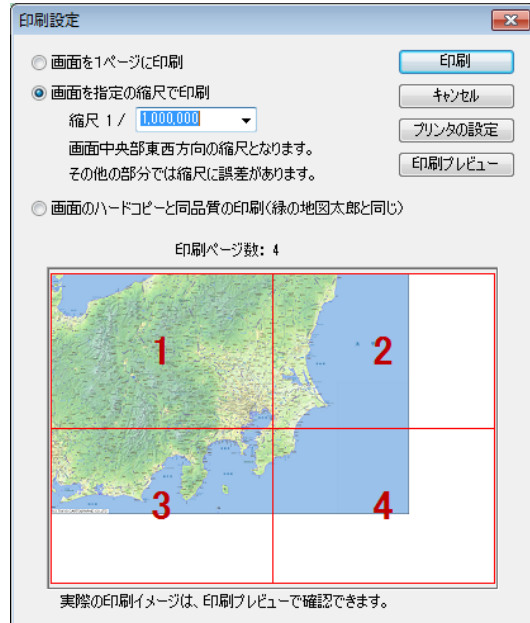 印刷設定
画面を1ページに印刷
印刷
画面を指定の縮尺で印刷
キャンセル
縮尺 1 / 1,000,000
プリンタの設定
画面中央部東西方向の縮尺となります。
印刷プレビュー
その他の部分では縮尺に誤差があります。
画面のハードコピーと同品質の印刷(緑の地図太郎と同じ)
印刷ページ数: 4
1
2
3
4
実際の印刷イメージは、印刷プレビューで確認できます。